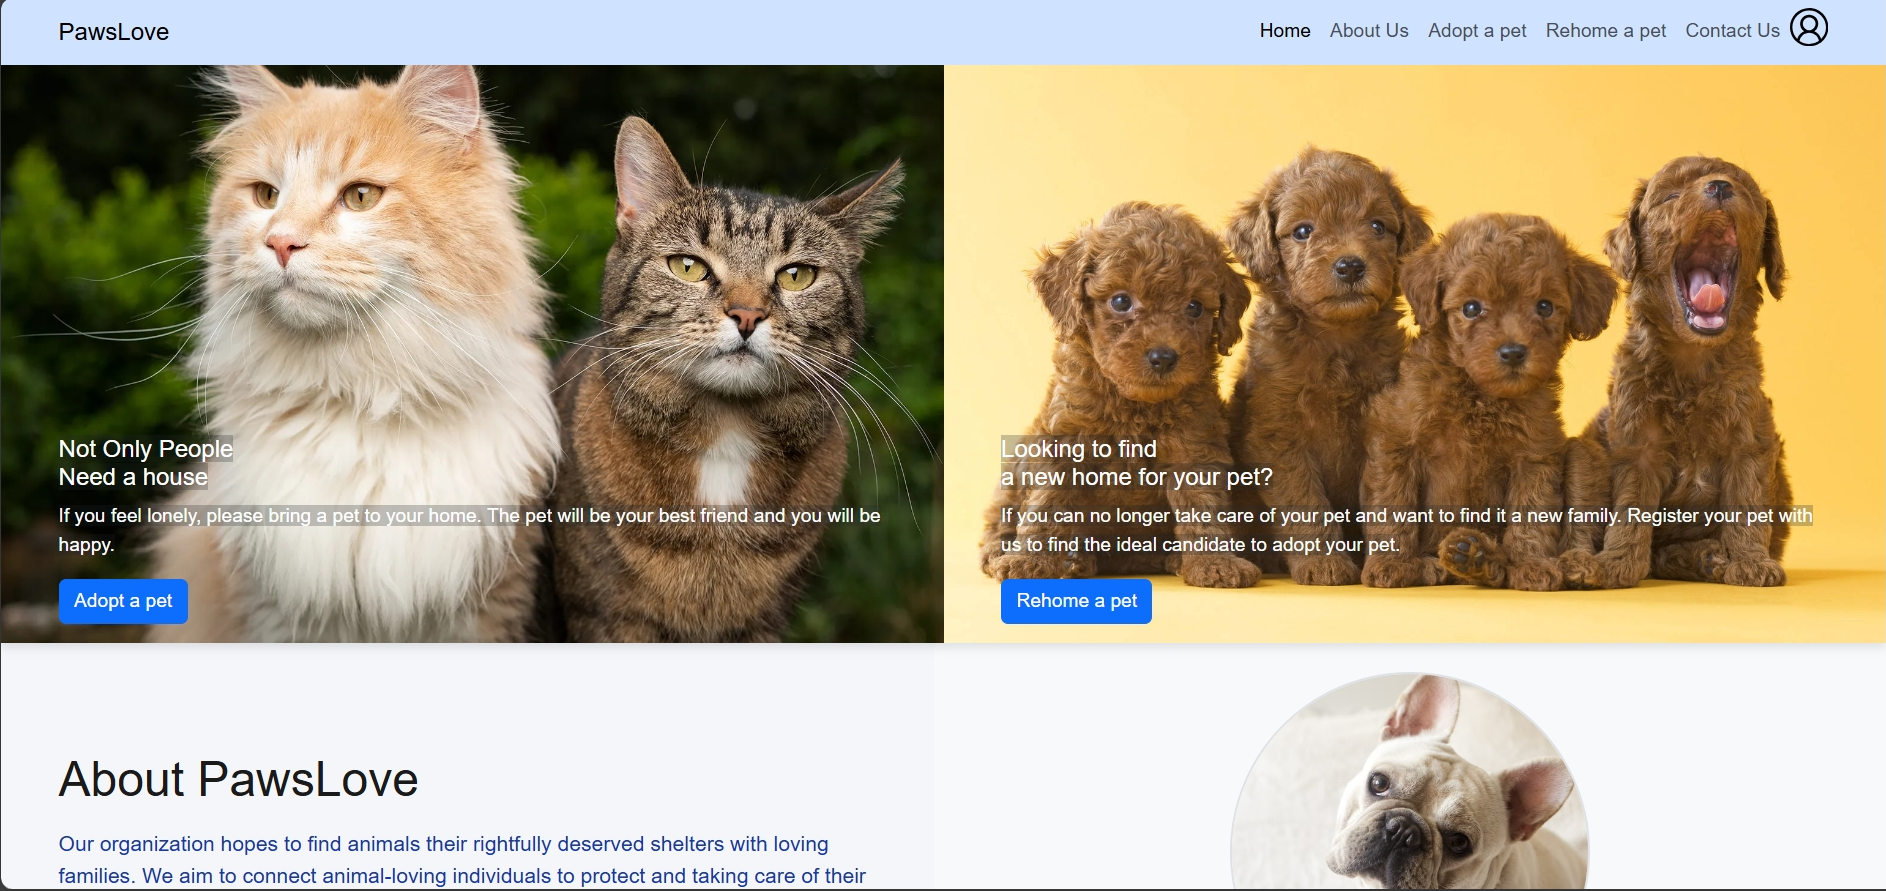 PawsLove
Home About Us Adopt a pet Rehome a pet Contact Us
Not Only People
Need a house
If you feel lonely, please bring a pet to your home. The pet will be your best friend and you will be
happy.
Adopt a pet
Looking to find
a new home for your pet?
If you can no longer take care of your pet and want to find it a new family. Register your pet with
us to find the ideal candidate to adopt your pet.
Rehome a pet
About PawsLove
Our organization hopes to find animals their rightfully deserved shelters with loving
families. We aim to connect animal-loving individuals to protect and taking care of their